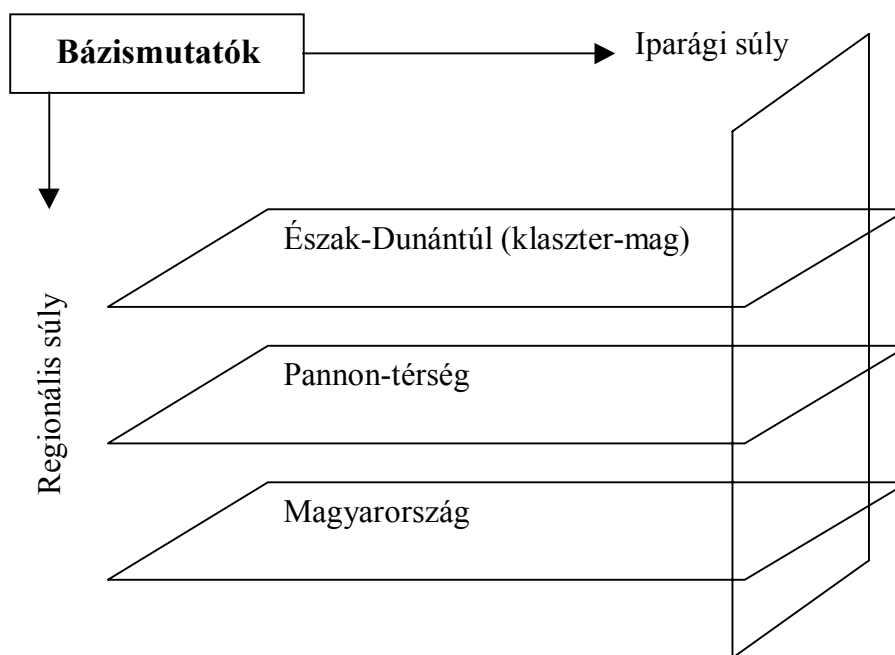 Bázismutatók
Iparági súly
Regionális súly
Észak-Dunántúl (klaszter-mag)
Pannon-térség
Magyarország